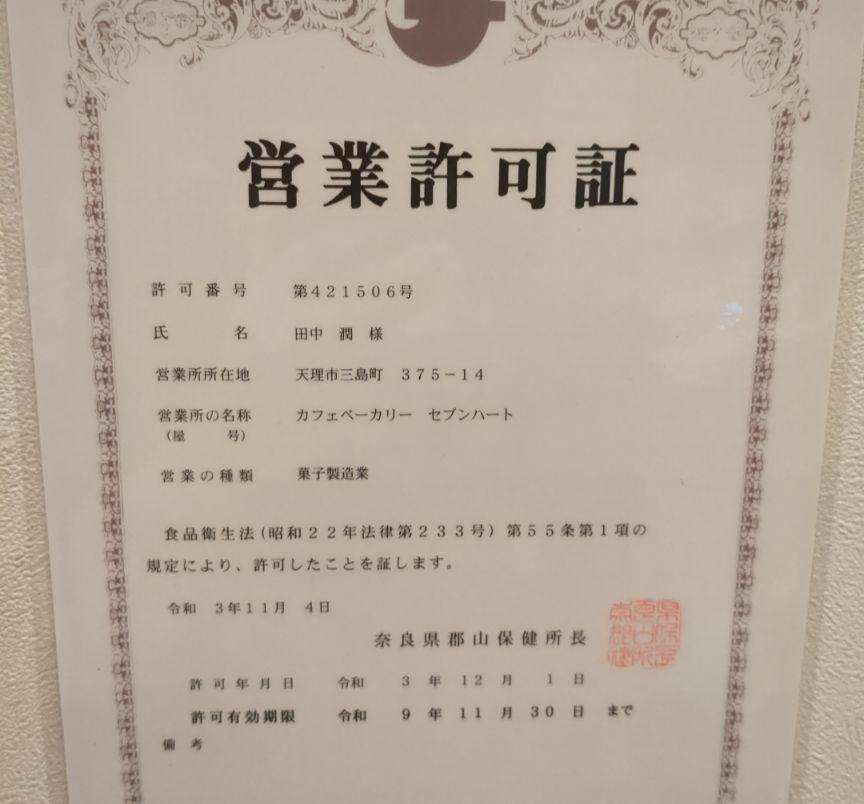 営業許可証
許可番号 第421506号
氏名 田中 潤 様
営業所所在地 天理市三島町 375−14
営業所の名称 カフェベーカリー セブンハート
(屋号)
営業の種類 菓子製造業
食品衛生法(昭和22年法律第233号)第55条第1項の
規定により、許可したことを証します。
令和 3年11月 4日
奈良県郡山保健所長
許可年月日 令和 3 年 12 月 1 日
許可有効期限 令和 9 年 11 月 30 日 まで
備考